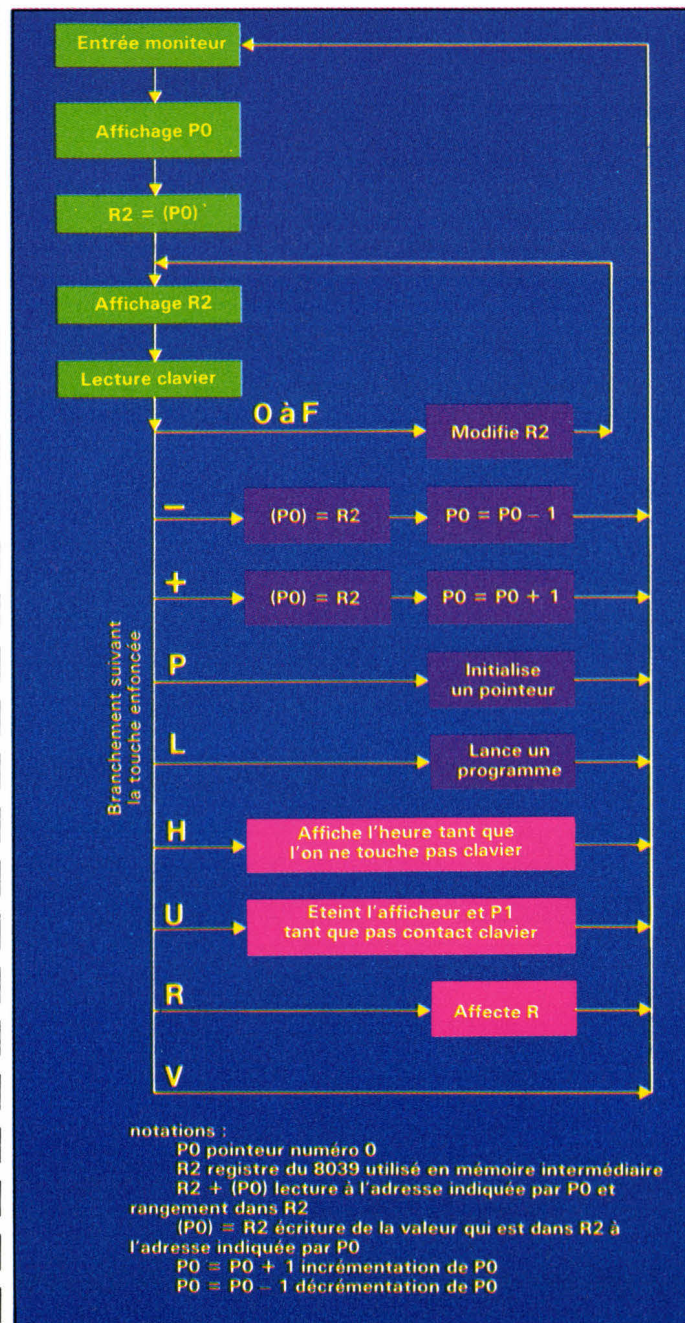 Entrée moniteur
Affichage P0
R2 = (P0)
Affichage R2
Lecture clavier
0 à F
Modifie R2
−
(P0) = R2
P0 = P0 − 1
+
(P0) = R2
P0 = P0 + 1
Branchement suivant
la touche enfoncée
P
Initialise
un pointeur
L
Lance un
programme
H
Affiche l'heure tant que
l'on ne touche pas clavier
U
Eteint l'afficheur et P1
tant que pas contact clavier
R
Affecte R
V
notations :
P0 pointeur numéro 0
R2 registre du 8039 utilisé en mémoire intermédiaire
R2 + (P0) lecture à l'adresse indiquée par P0 et
rangement dans R2
(P0) = R2 écriture de la valeur qui est dans R2 à
l'adresse indiquée par P0
P0 = P0 + 1 incrémentation de P0
P0 = P0 − 1 décrémentation de P0